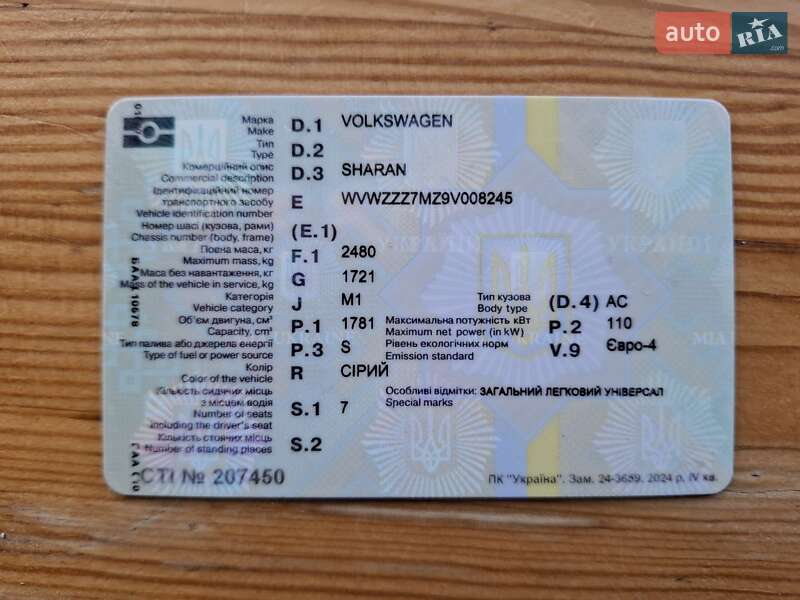 auto RIA .com
Марка
Make D.1 VOLKSWAGEN
Тип
Type D.2
Комерційний опис
Commercial description D.3 SHARAN
Ідентифікаційний номер
транспортного засобу
Vehicle identification number E WVWZZZ7MZ9V008245
Номер шасі (кузова, рами)
Chassis number (body, frame) (E.1)
Повна маса, кг
Maximum mass, kg F.1 2480
Маса без навантаження, кг
Mass of the vehicle in service, kg G 1721
Категорія
Vehicle category J M1 Тип кузова
Body type (D.4) AC
Об'єм двигуна, см³
Capacity, cm³ P.1 1781 Максимальна потужність кВт
Maximum net power (in kW) P.2 110
Тип палива або джерела енергії
Type of fuel or power source P.3 S Рівень екологічних норм
Emission standard V.9 Євро-4
Колір
Color of the vehicle R СІРИЙ
Кількість сидячих місць
з місцем водія
Number of seats
including the driver's seat S.1 7 Особливі відмітки: ЗАГАЛЬНИЙ ЛЕГКОВИЙ УНІВЕРСАЛ
Special marks
Кількість стоячих місць
Number of standing places S.2
СТІ № 207450
ПК "Україна". Зам. 24-3659. 2024 р. IV кв.